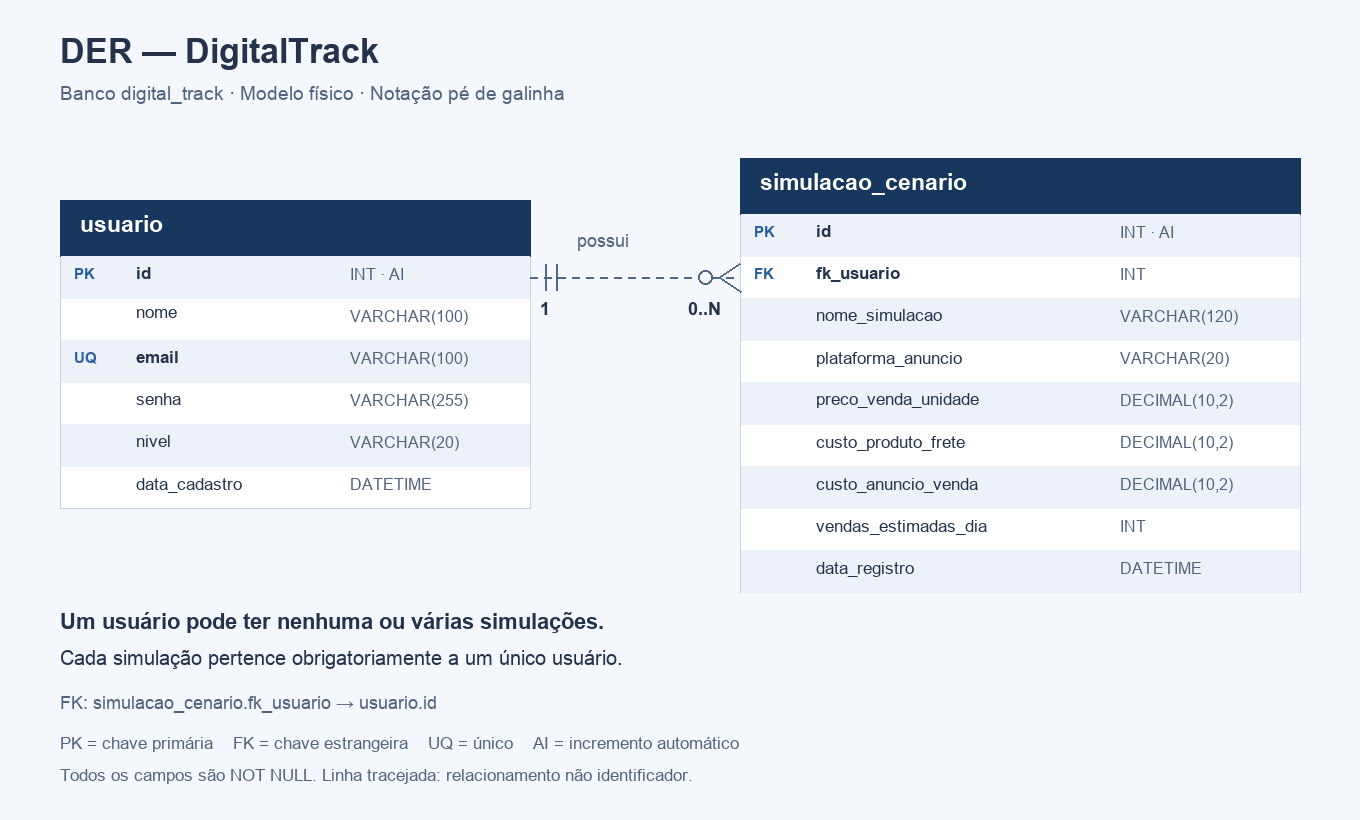 DER — DigitalTrack
Banco digital_track · Modelo físico · Notação pé de galinha
usuario
PK id INT · AI
nome VARCHAR(100)
UQ email VARCHAR(100)
senha VARCHAR(255)
nivel VARCHAR(20)
data_cadastro DATETIME
possui
1 0..N
simulacao_cenario
PK id INT · AI
FK fk_usuario INT
nome_simulacao VARCHAR(120)
plataforma_anuncio VARCHAR(20)
preco_venda_unidade DECIMAL(10,2)
custo_produto_frete DECIMAL(10,2)
custo_anuncio_venda DECIMAL(10,2)
vendas_estimadas_dia INT
data_registro DATETIME
Um usuário pode ter nenhuma ou várias simulações.
Cada simulação pertence obrigatoriamente a um único usuário.
FK: simulacao_cenario.fk_usuario → usuario.id
PK = chave primária FK = chave estrangeira UQ = único AI = incremento automático
Todos os campos são NOT NULL. Linha tracejada: relacionamento não identificador.